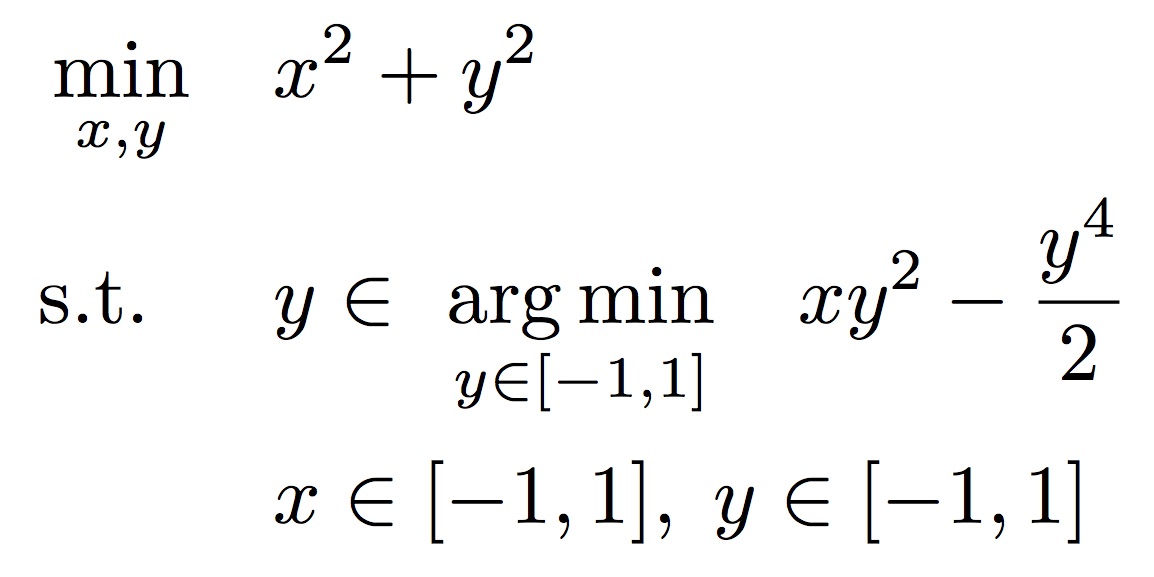 min x,y x² + y²
s.t. y ∈ arg min y∈[−1,1] xy² − y⁴/2
x ∈ [−1, 1], y ∈ [−1, 1]